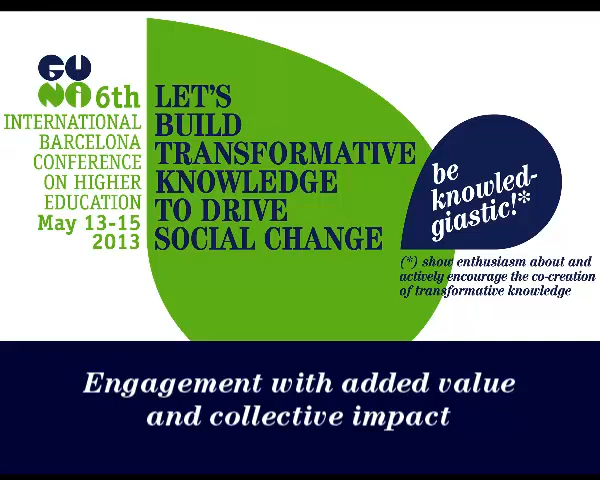 GU
NI 6th
INTERNATIONAL
BARCELONA
CONFERENCE
ON HIGHER
EDUCATION
May 13-15
2013
LET'S
BUILD
TRANSFORMATIVE
KNOWLEDGE
TO DRIVE
SOCIAL CHANGE
be
knowled-
giastic!*
(*) show enthusiasm about and
actively encourage the co-creation
of transformative knowledge
Engagement with added value
and collective impact